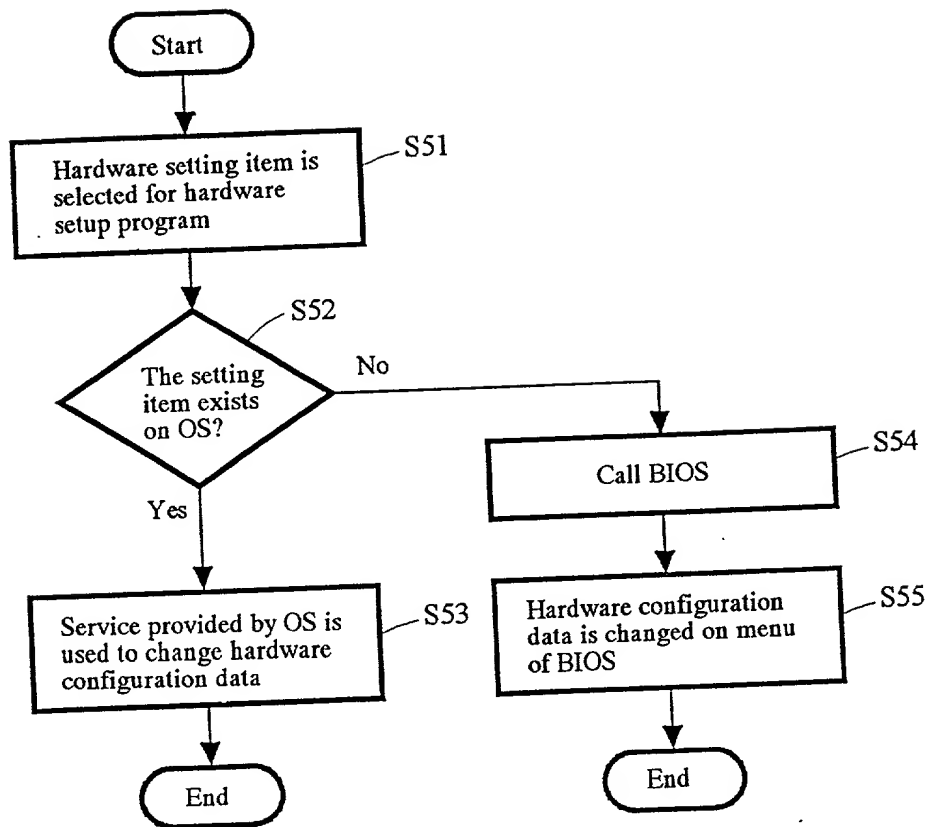 Start
S51
Hardware setting item is
selected for hardware
setup program
S52
The setting
item exists
on OS?
No
Yes
S54
Call BIOS
S53
Service provided by OS is
used to change hardware
configuration data
S55
Hardware configuration
data is changed on menu
of BIOS
End
End